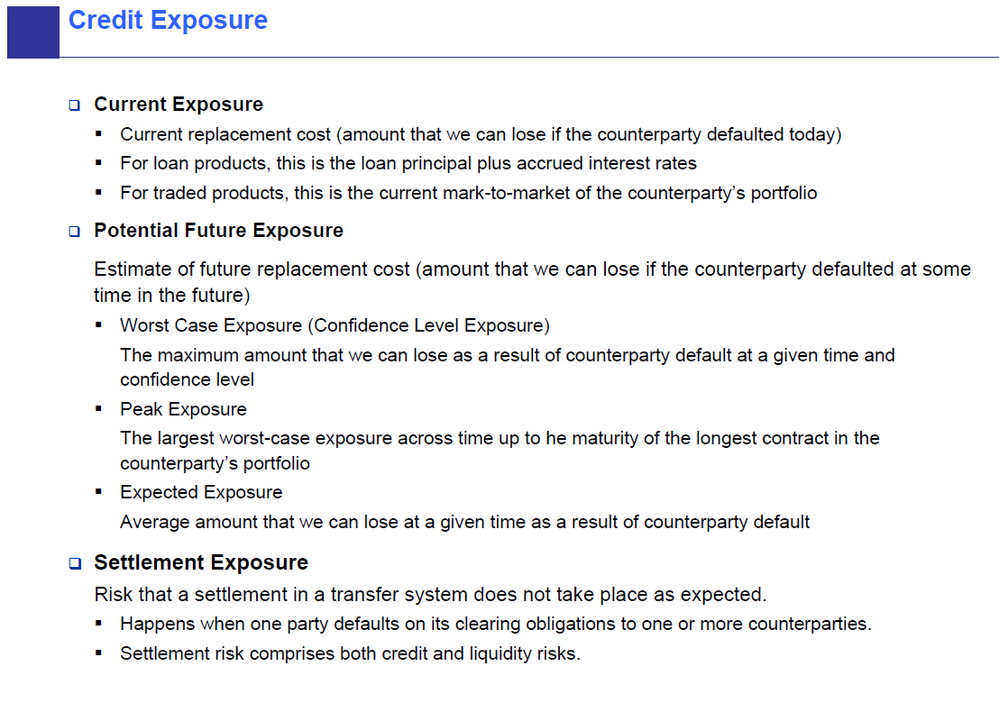 Credit Exposure
Current Exposure
Current replacement cost (amount that we can lose if the counterparty defaulted today)
For loan products, this is the loan principal plus accrued interest rates
For traded products, this is the current mark-to-market of the counterparty's portfolio
Potential Future Exposure
Estimate of future replacement cost (amount that we can lose if the counterparty defaulted at some
time in the future)
Worst Case Exposure (Confidence Level Exposure)
The maximum amount that we can lose as a result of counterparty default at a given time and
confidence level
Peak Exposure
The largest worst-case exposure across time up to he maturity of the longest contract in the
counterparty's portfolio
Expected Exposure
Average amount that we can lose at a given time as a result of counterparty default
Settlement Exposure
Risk that a settlement in a transfer system does not take place as expected.
Happens when one party defaults on its clearing obligations to one or more counterparties.
Settlement risk comprises both credit and liquidity risks.